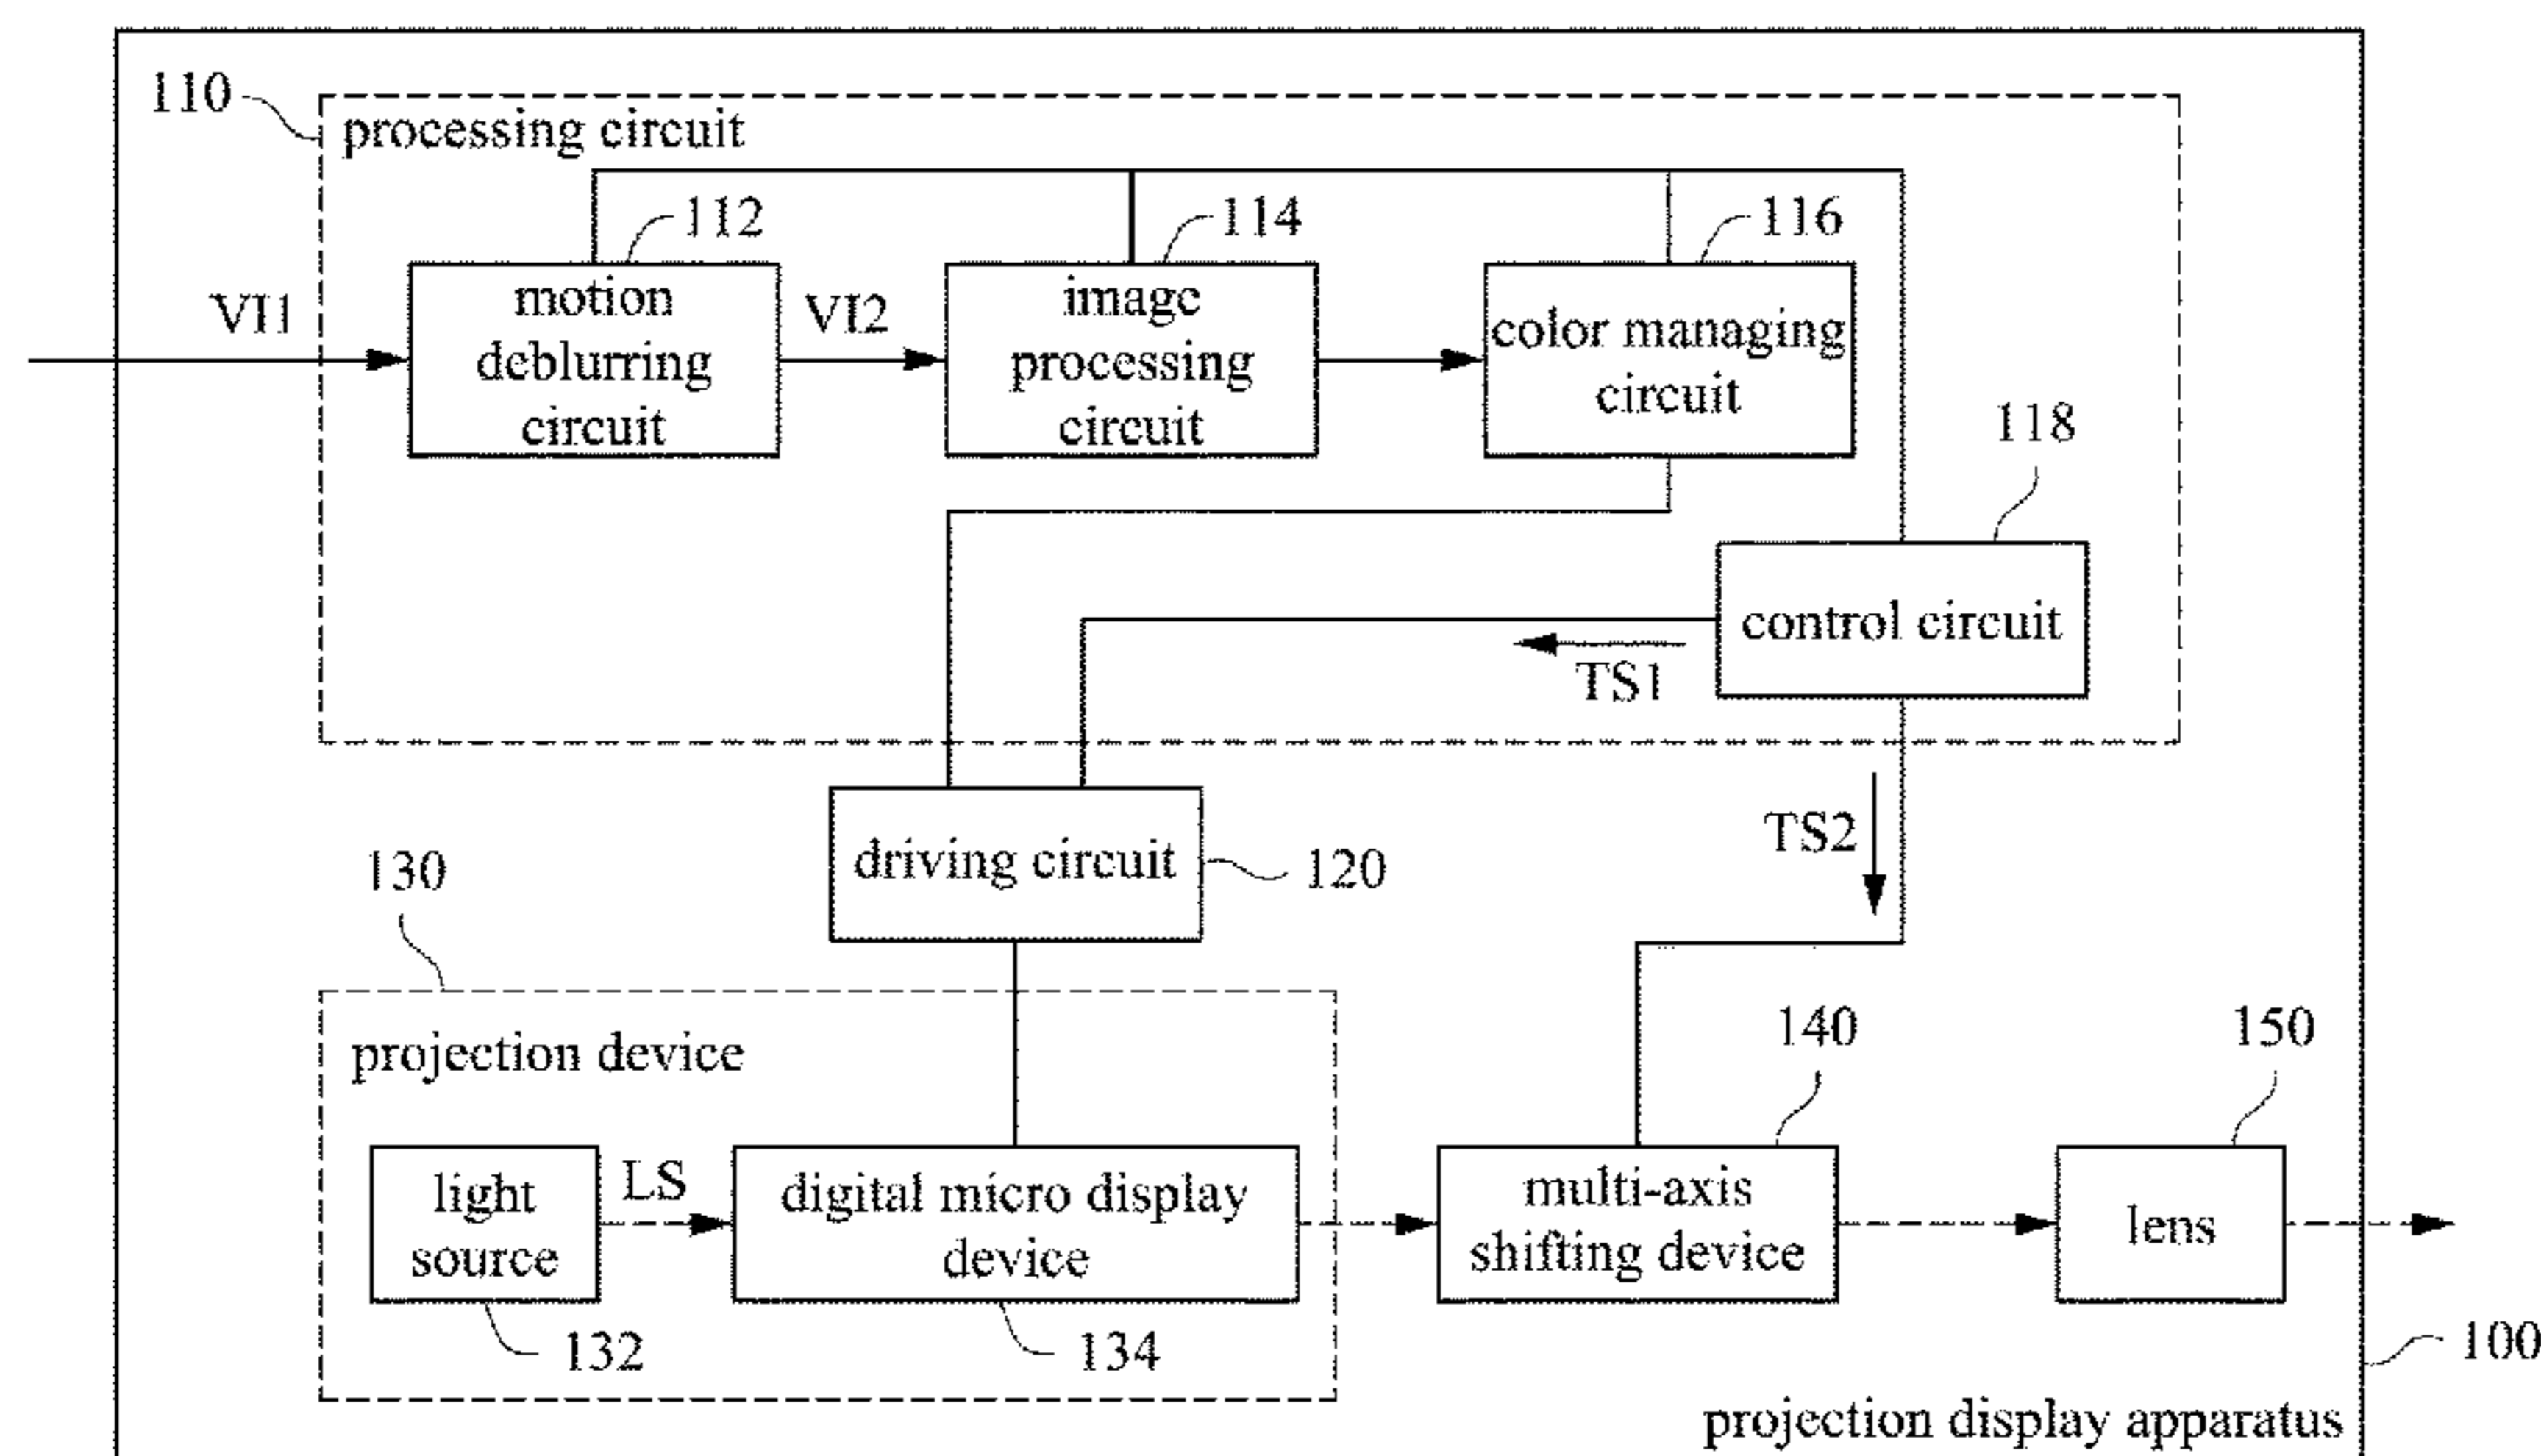 110
processing circuit
112
114
116
VI1
motion
deblurring
circuit
VI2
image
processing
circuit
color managing
circuit
118
control circuit
TS1
TS2
driving circuit
120
130
projection device
140
150
light
source
LS
digital micro display
device
multi-axis
shifting device
lens
132
134
100
projection display apparatus